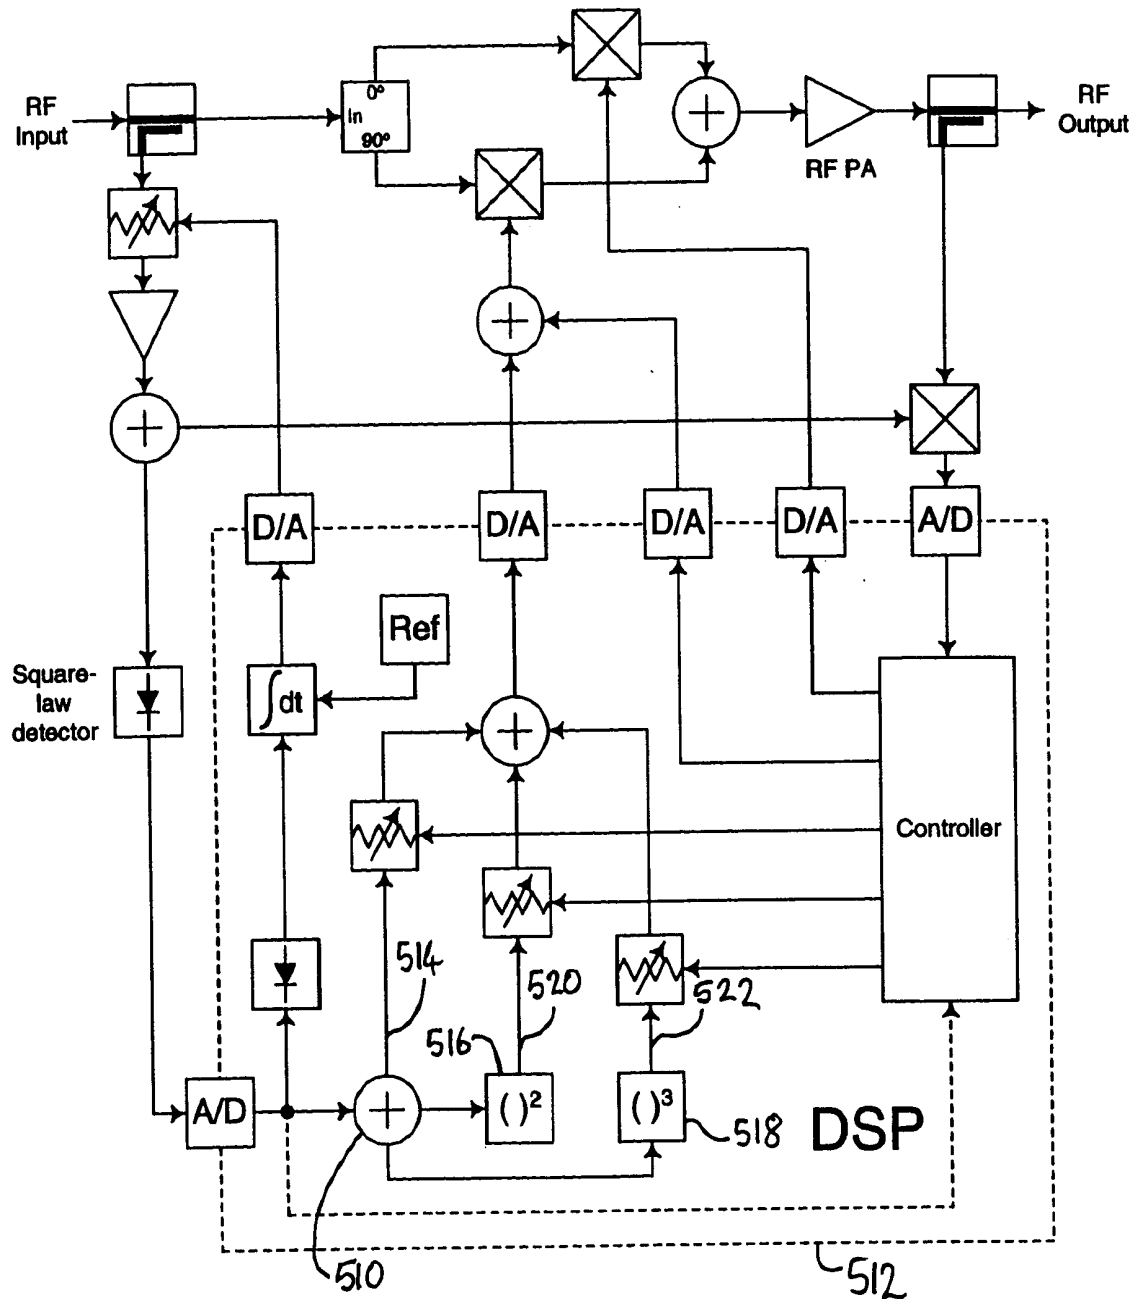 RF
Input
In
0°
90°
RF PA
RF
Output
D/A
D/A
D/A
D/A
A/D
Ref
Square-
law
detector
∫dt
Controller
514
520
522
516
A/D
( )²
( )³
518
DSP
510
512